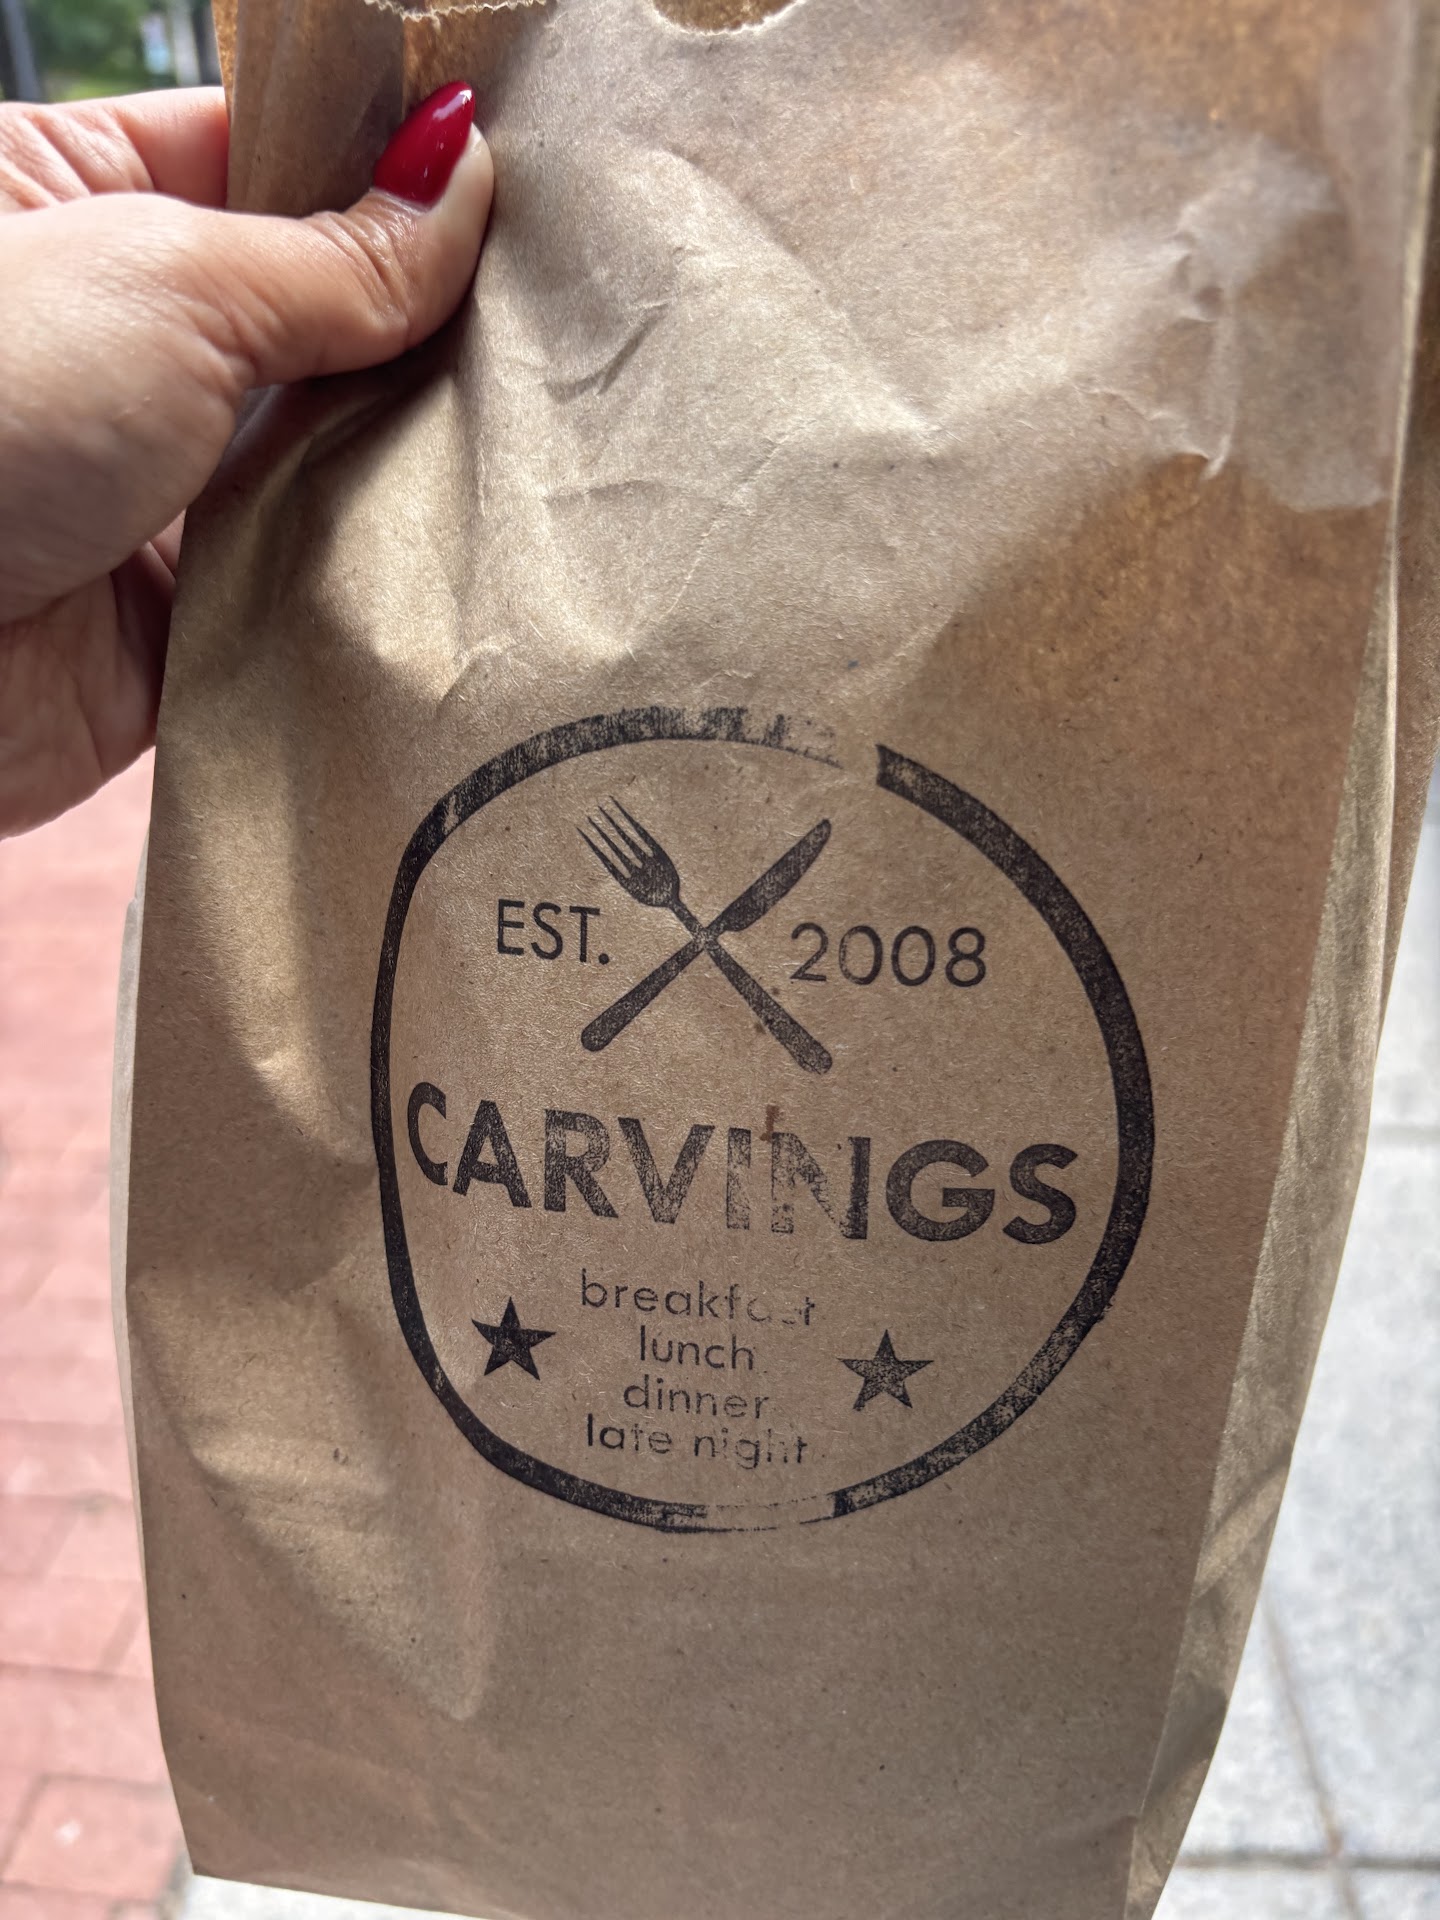 EST. 2008
CARVINGS
breakfast
lunch
dinner
late night